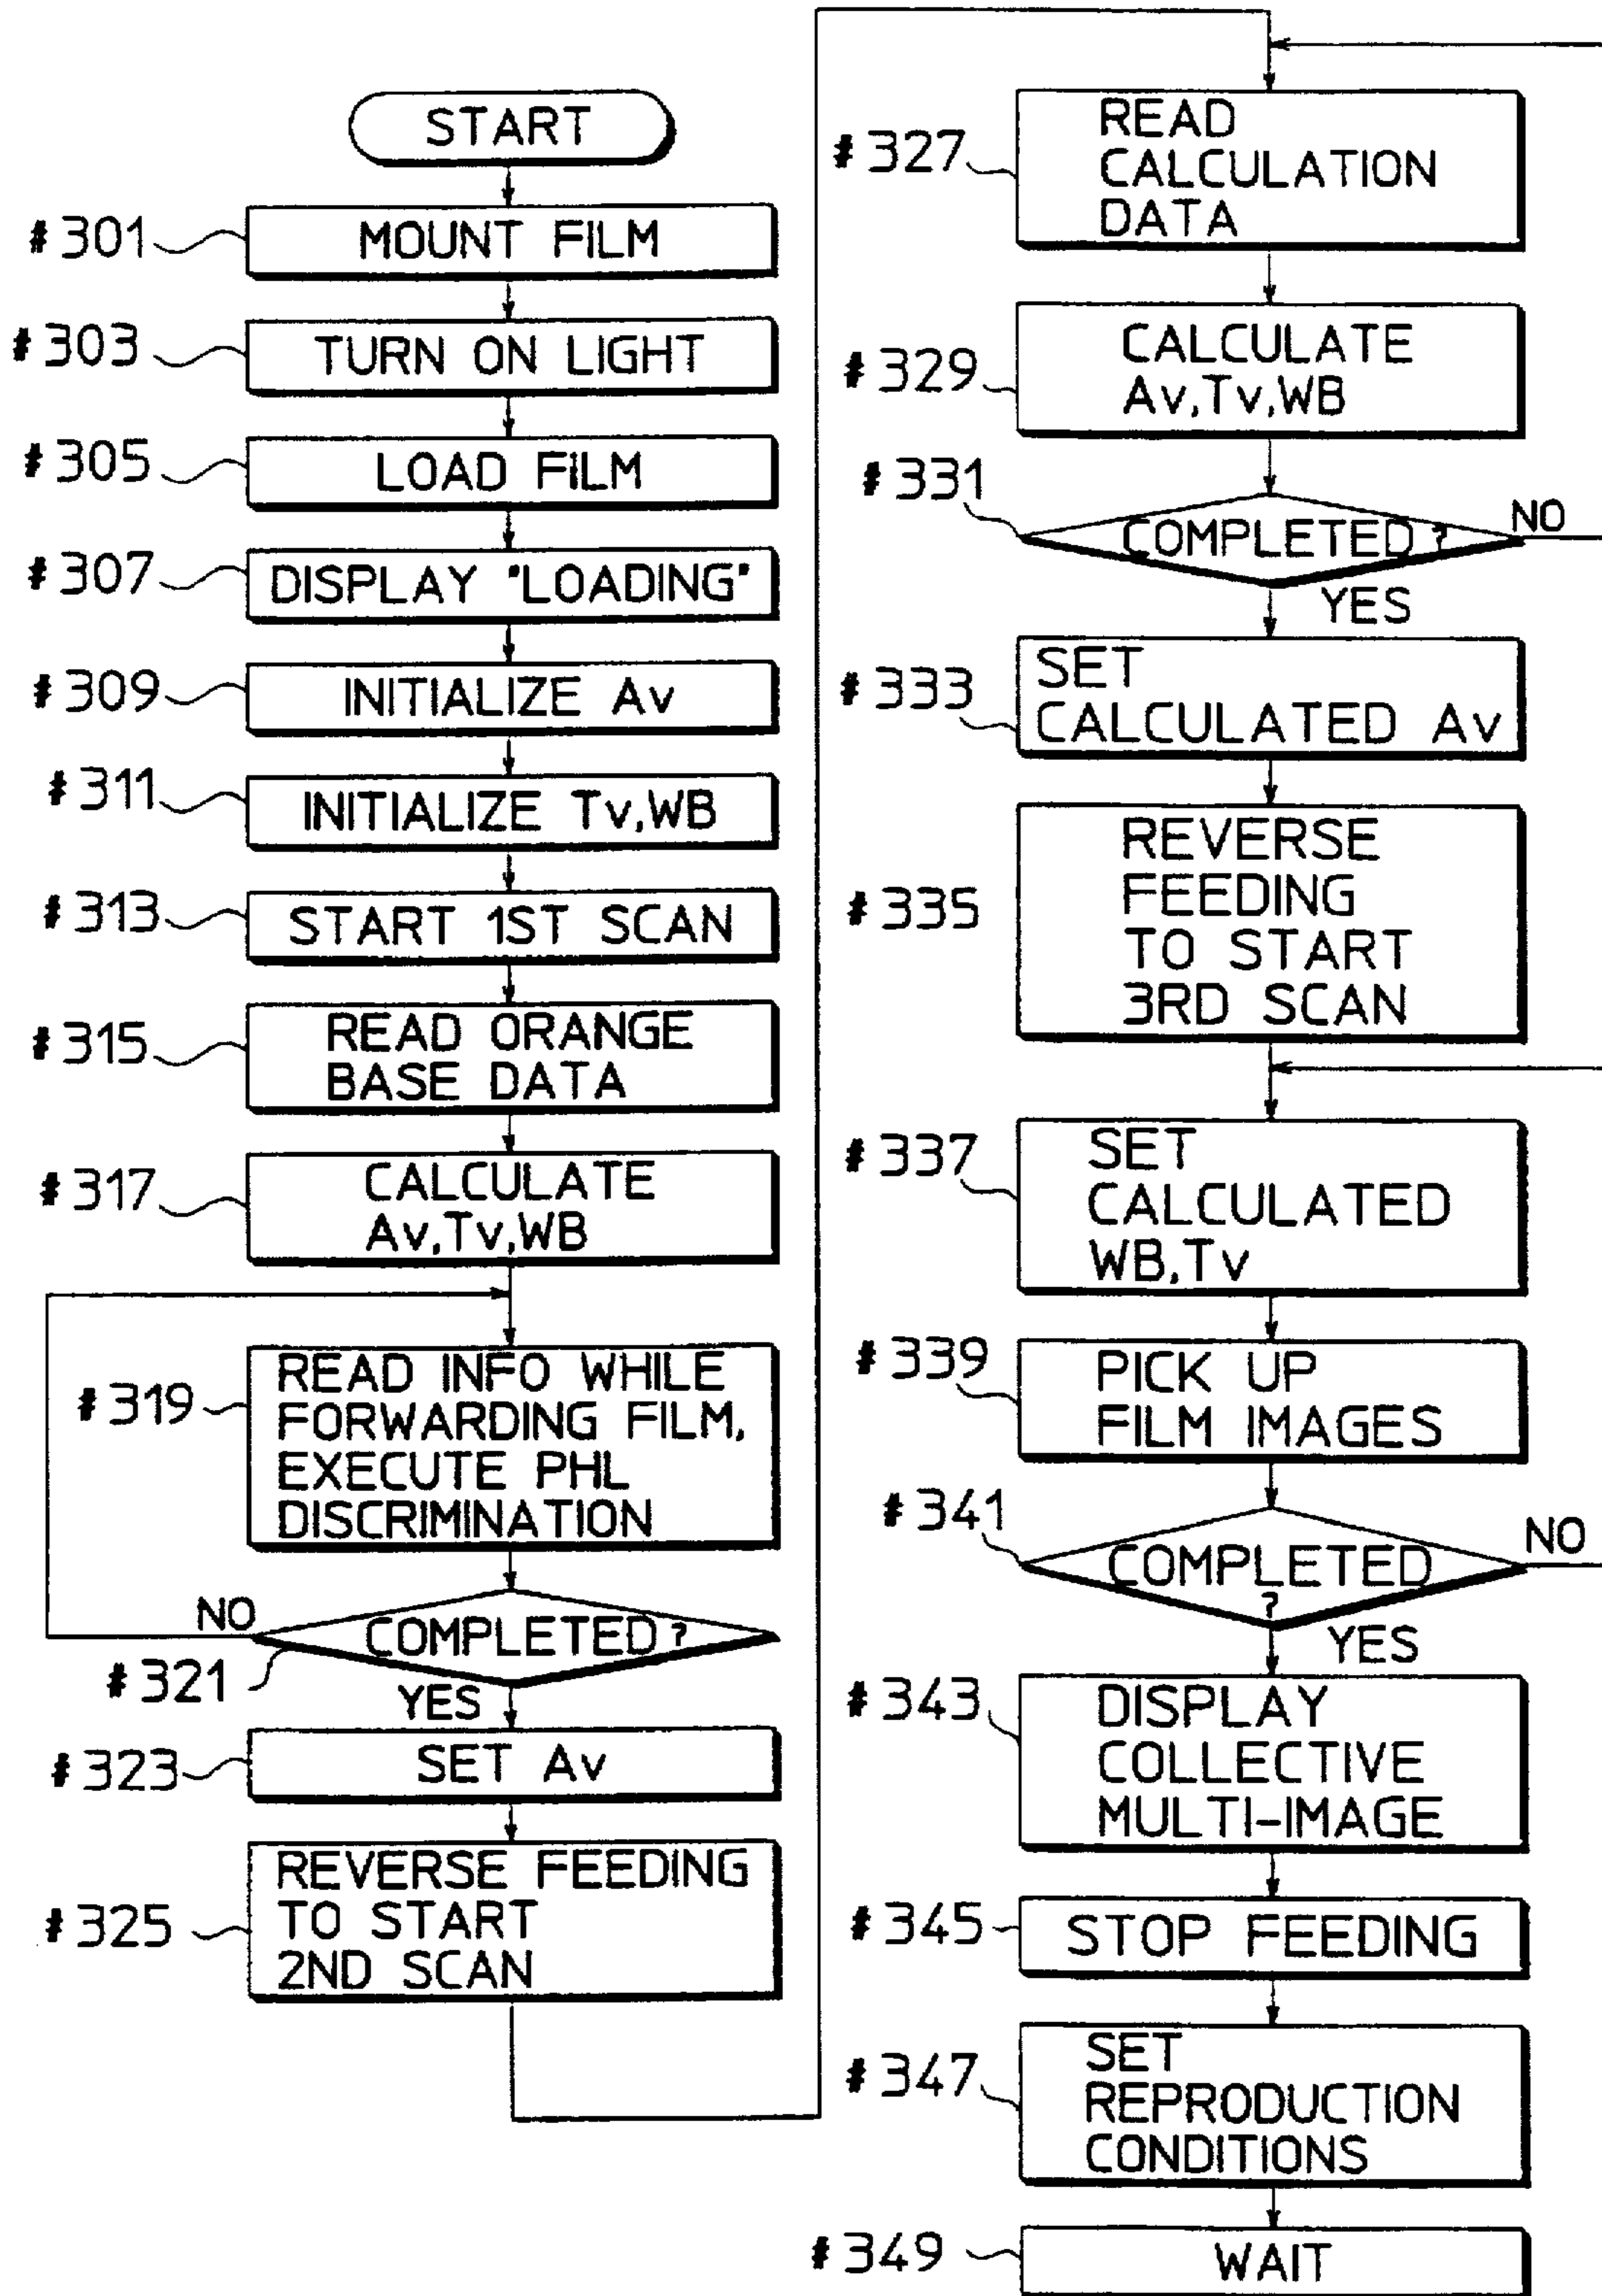 START
#301
MOUNT FILM
#303
TURN ON LIGHT
#305
LOAD FILM
#307
DISPLAY "LOADING"
#309
INITIALIZE Av
#311
INITIALIZE Tv,WB
#313
START 1ST SCAN
#315
READ ORANGE
BASE DATA
#317
CALCULATE
Av,Tv,WB
#319
READ INFO WHILE
FORWARDING FILM,
EXECUTE PHL
DISCRIMINATION
NO
COMPLETED ?
#321
YES
#323
SET Av
#325
REVERSE FEEDING
TO START
2ND SCAN
#327
READ
CALCULATION
DATA
#329
CALCULATE
Av,Tv,WB
#331
COMPLETED ?
NO
YES
#333
SET
CALCULATED Av
#335
REVERSE
FEEDING
TO START
3RD SCAN
#337
SET
CALCULATED
WB,Tv
#339
PICK UP
FILM IMAGES
#341
COMPLETED
?
NO
YES
#343
DISPLAY
COLLECTIVE
MULTI-IMAGE
#345
STOP FEEDING
#347
SET
REPRODUCTION
CONDITIONS
#349
WAIT